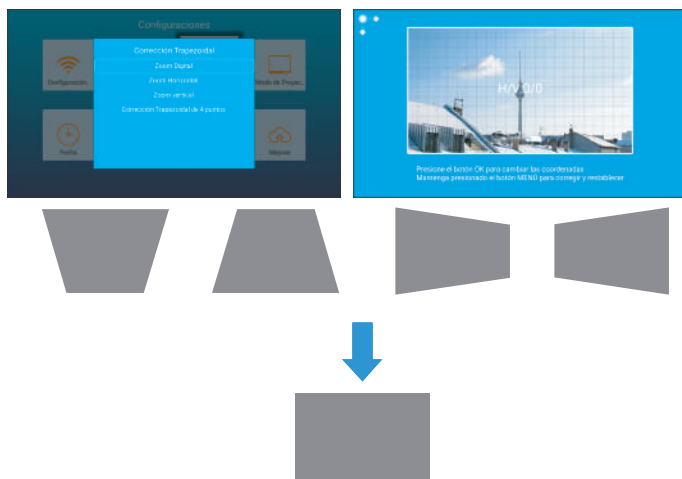 Configuraciones
Corrección Trapezoidal
Zoom Digital
Zoom Horizontal
Zoom vertical
Corrección Trapezoidal de 4 puntos
Configuración
Modo de Proyec..
Fecha
Mejorar
H/V 0/0
Presione el botón OK para cambiar las coordenadas
Mantenga presionado el botón MENÚ para corregir y restablecer